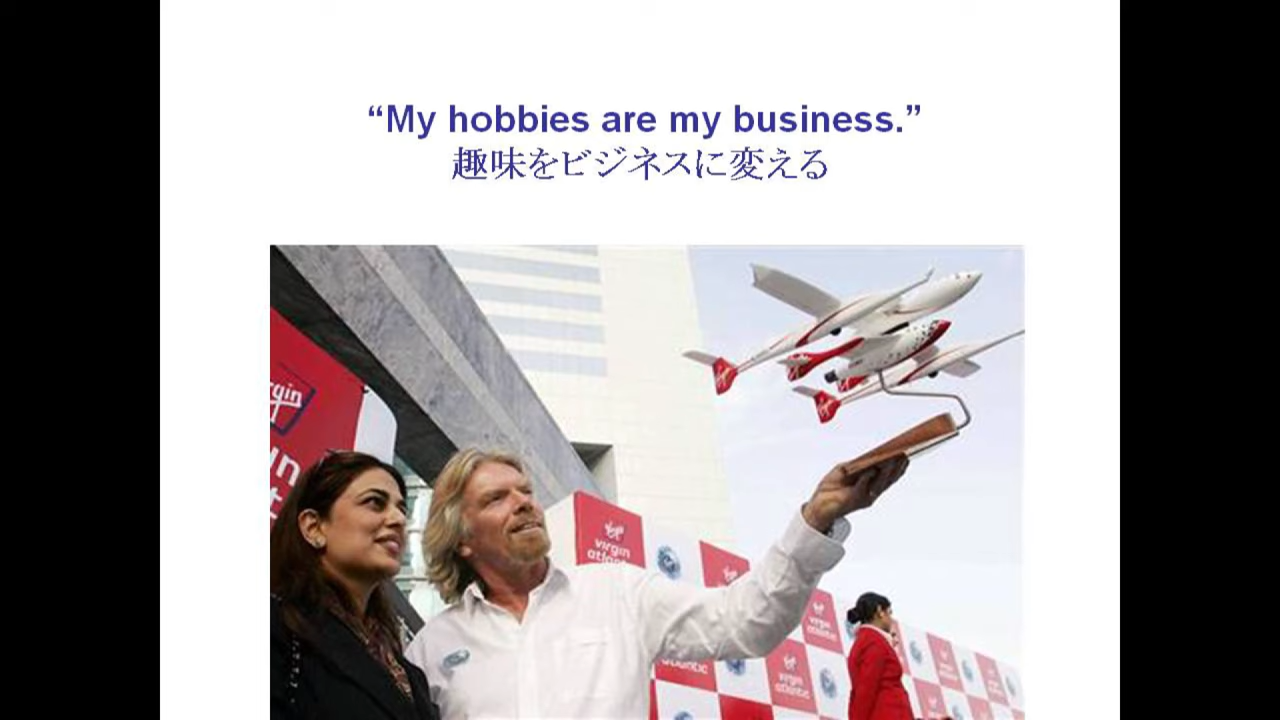 “My hobbies are my business.”
趣味をビジネスに変える
virgin
atlantic
virgin
atlantic
virgin
atlantic
atlantic